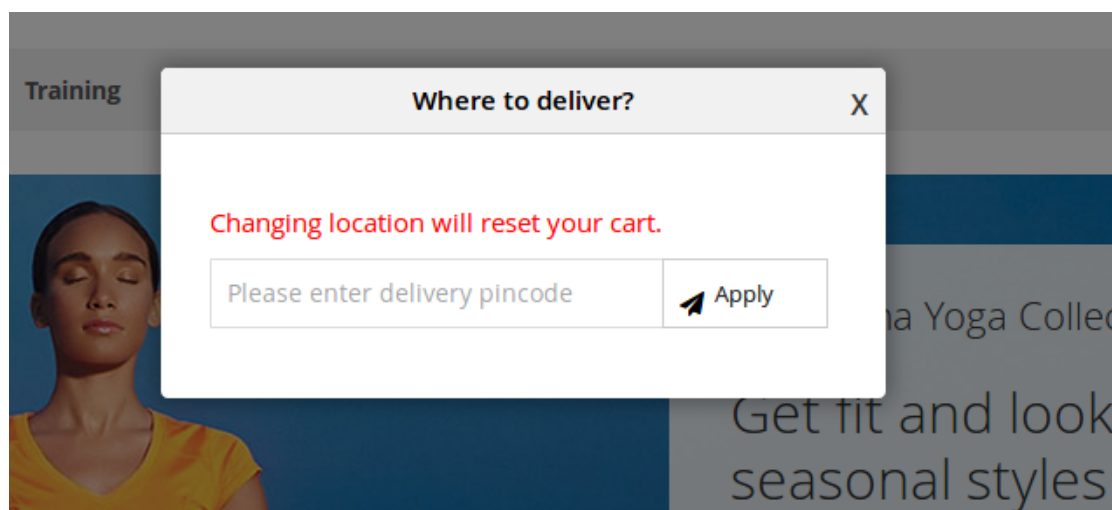 Training
Where to deliver?
X
Changing location will reset your cart.
Please enter delivery pincode
Apply
Yoga
Get fit and look
seasonal styles